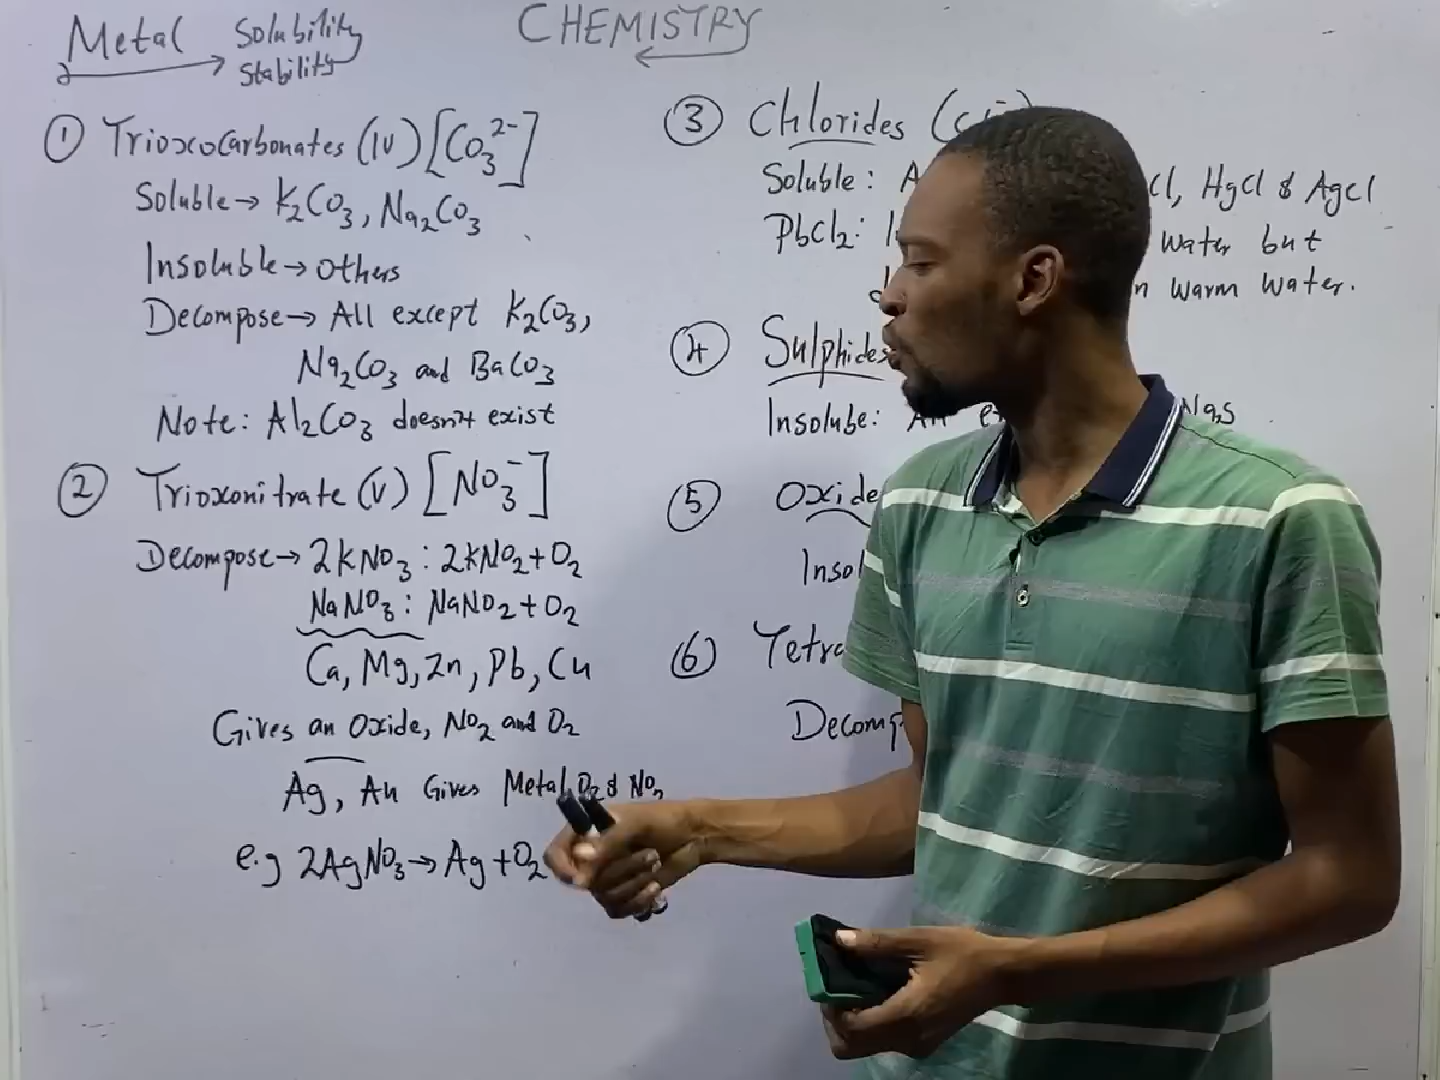 Metal → Solubility
Stability
CHEMISTRY
① Trioxocarbonates (IV) [CO₃²⁻]
Soluble → K₂CO₃, Na₂CO₃
Insoluble → Others
Decompose → All except K₂CO₃,
Na₂CO₃ and BaCO₃
Note: Al₂CO₃ doesn't exist
② Trioxonitrate (V) [NO₃⁻]
Decompose → 2KNO₃ : 2KNO₂ + O₂
NaNO₃ : NaNO₂ + O₂
Ca, Mg, Zn, Pb, Cu
Gives an Oxide, NO₂ and O₂
Ag, Au Gives Metal O₂ & NO₂
e.g 2AgNO₃ → Ag + O₂
③ Chlorides (Cl⁻)
Soluble: Cl, HgCl & AgCl
PbCl₂: Water but
warm water.
④ Sulphides
Insolube:
⑤ Oxide
Insol
⑥ Tetra
Decomp